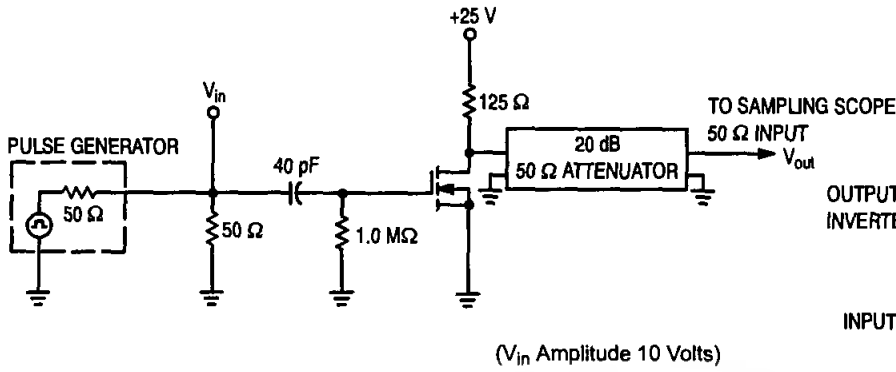 +25 V
V_in
125 Ω
TO SAMPLING SCOPE
50 Ω INPUT
V_out
PULSE GENERATOR
40 pF
20 dB
50 Ω ATTENUATOR
50 Ω
50 Ω
1.0 MΩ
OUTPUT
INVERTE
INPUT
(V_in Amplitude 10 Volts)